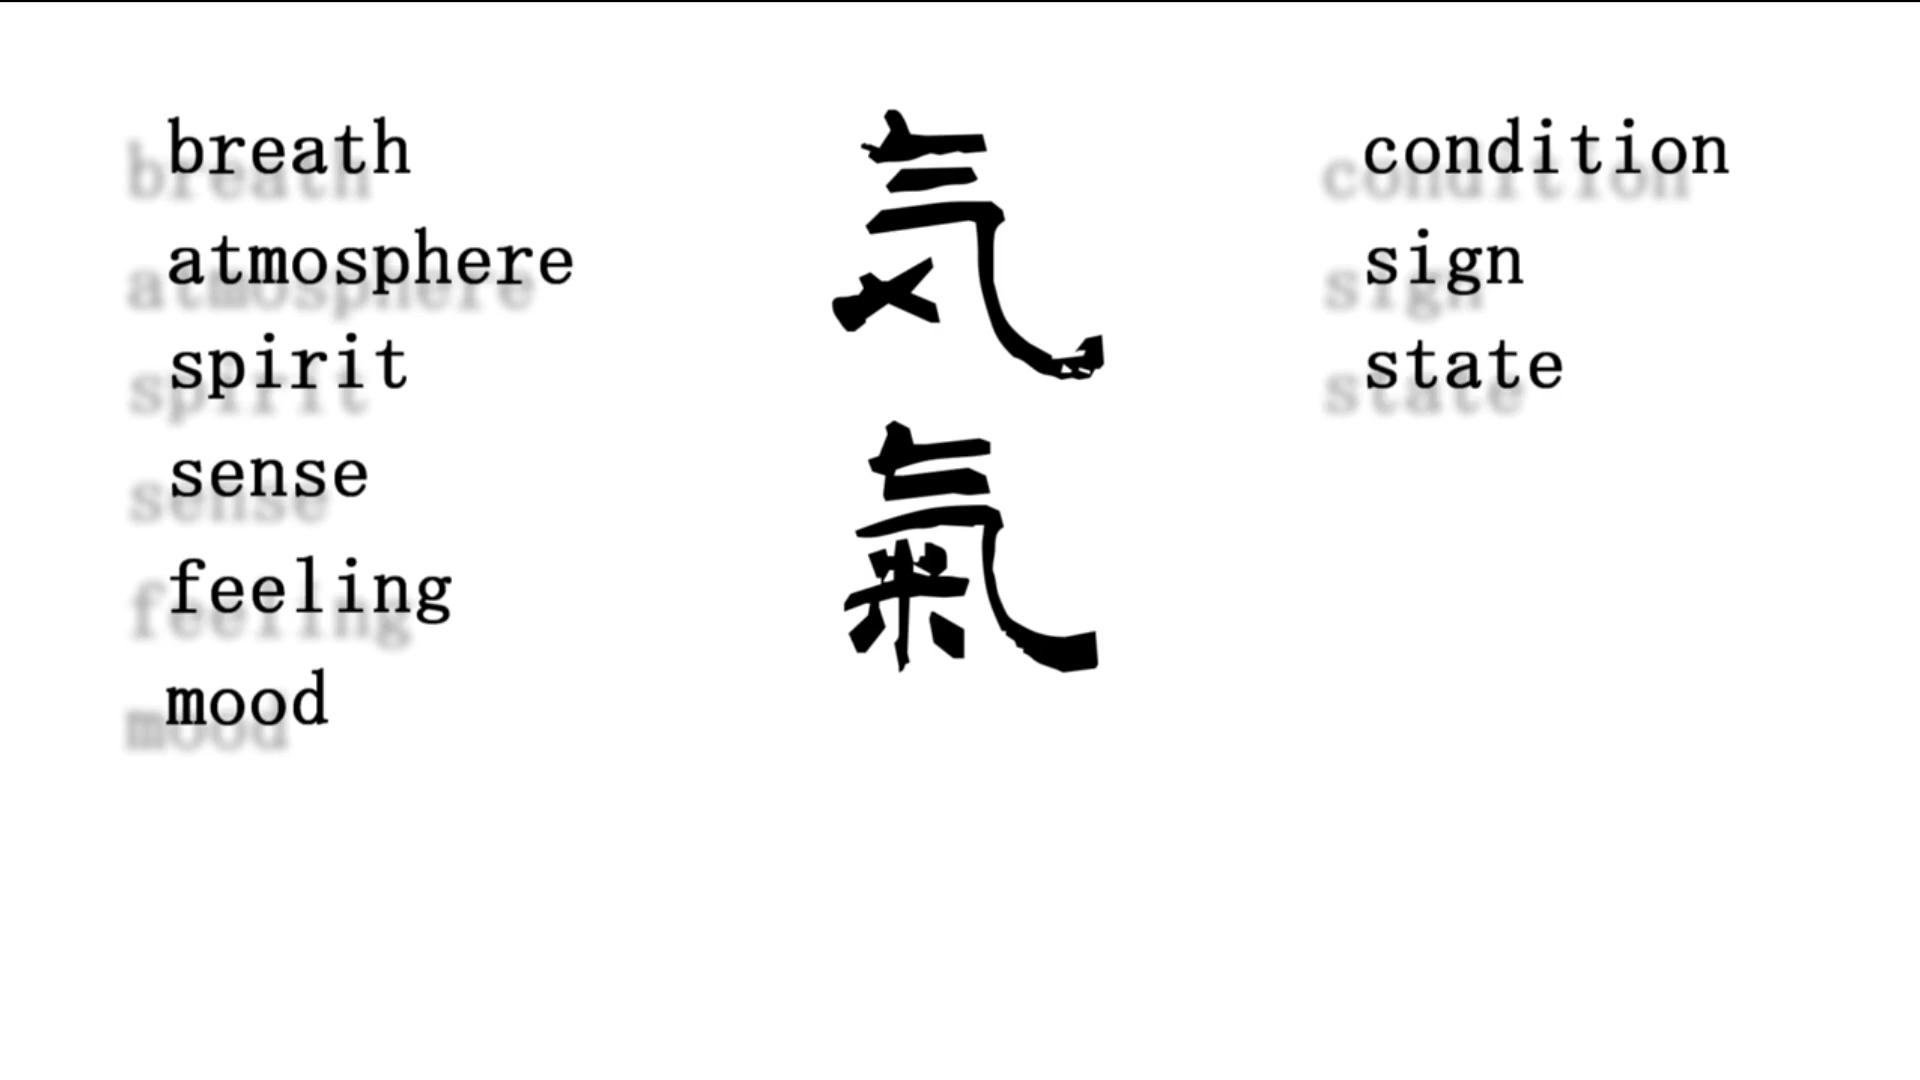 breath
atmosphere
spirit
sense
feeling
mood
気
氣
condition
sign
state